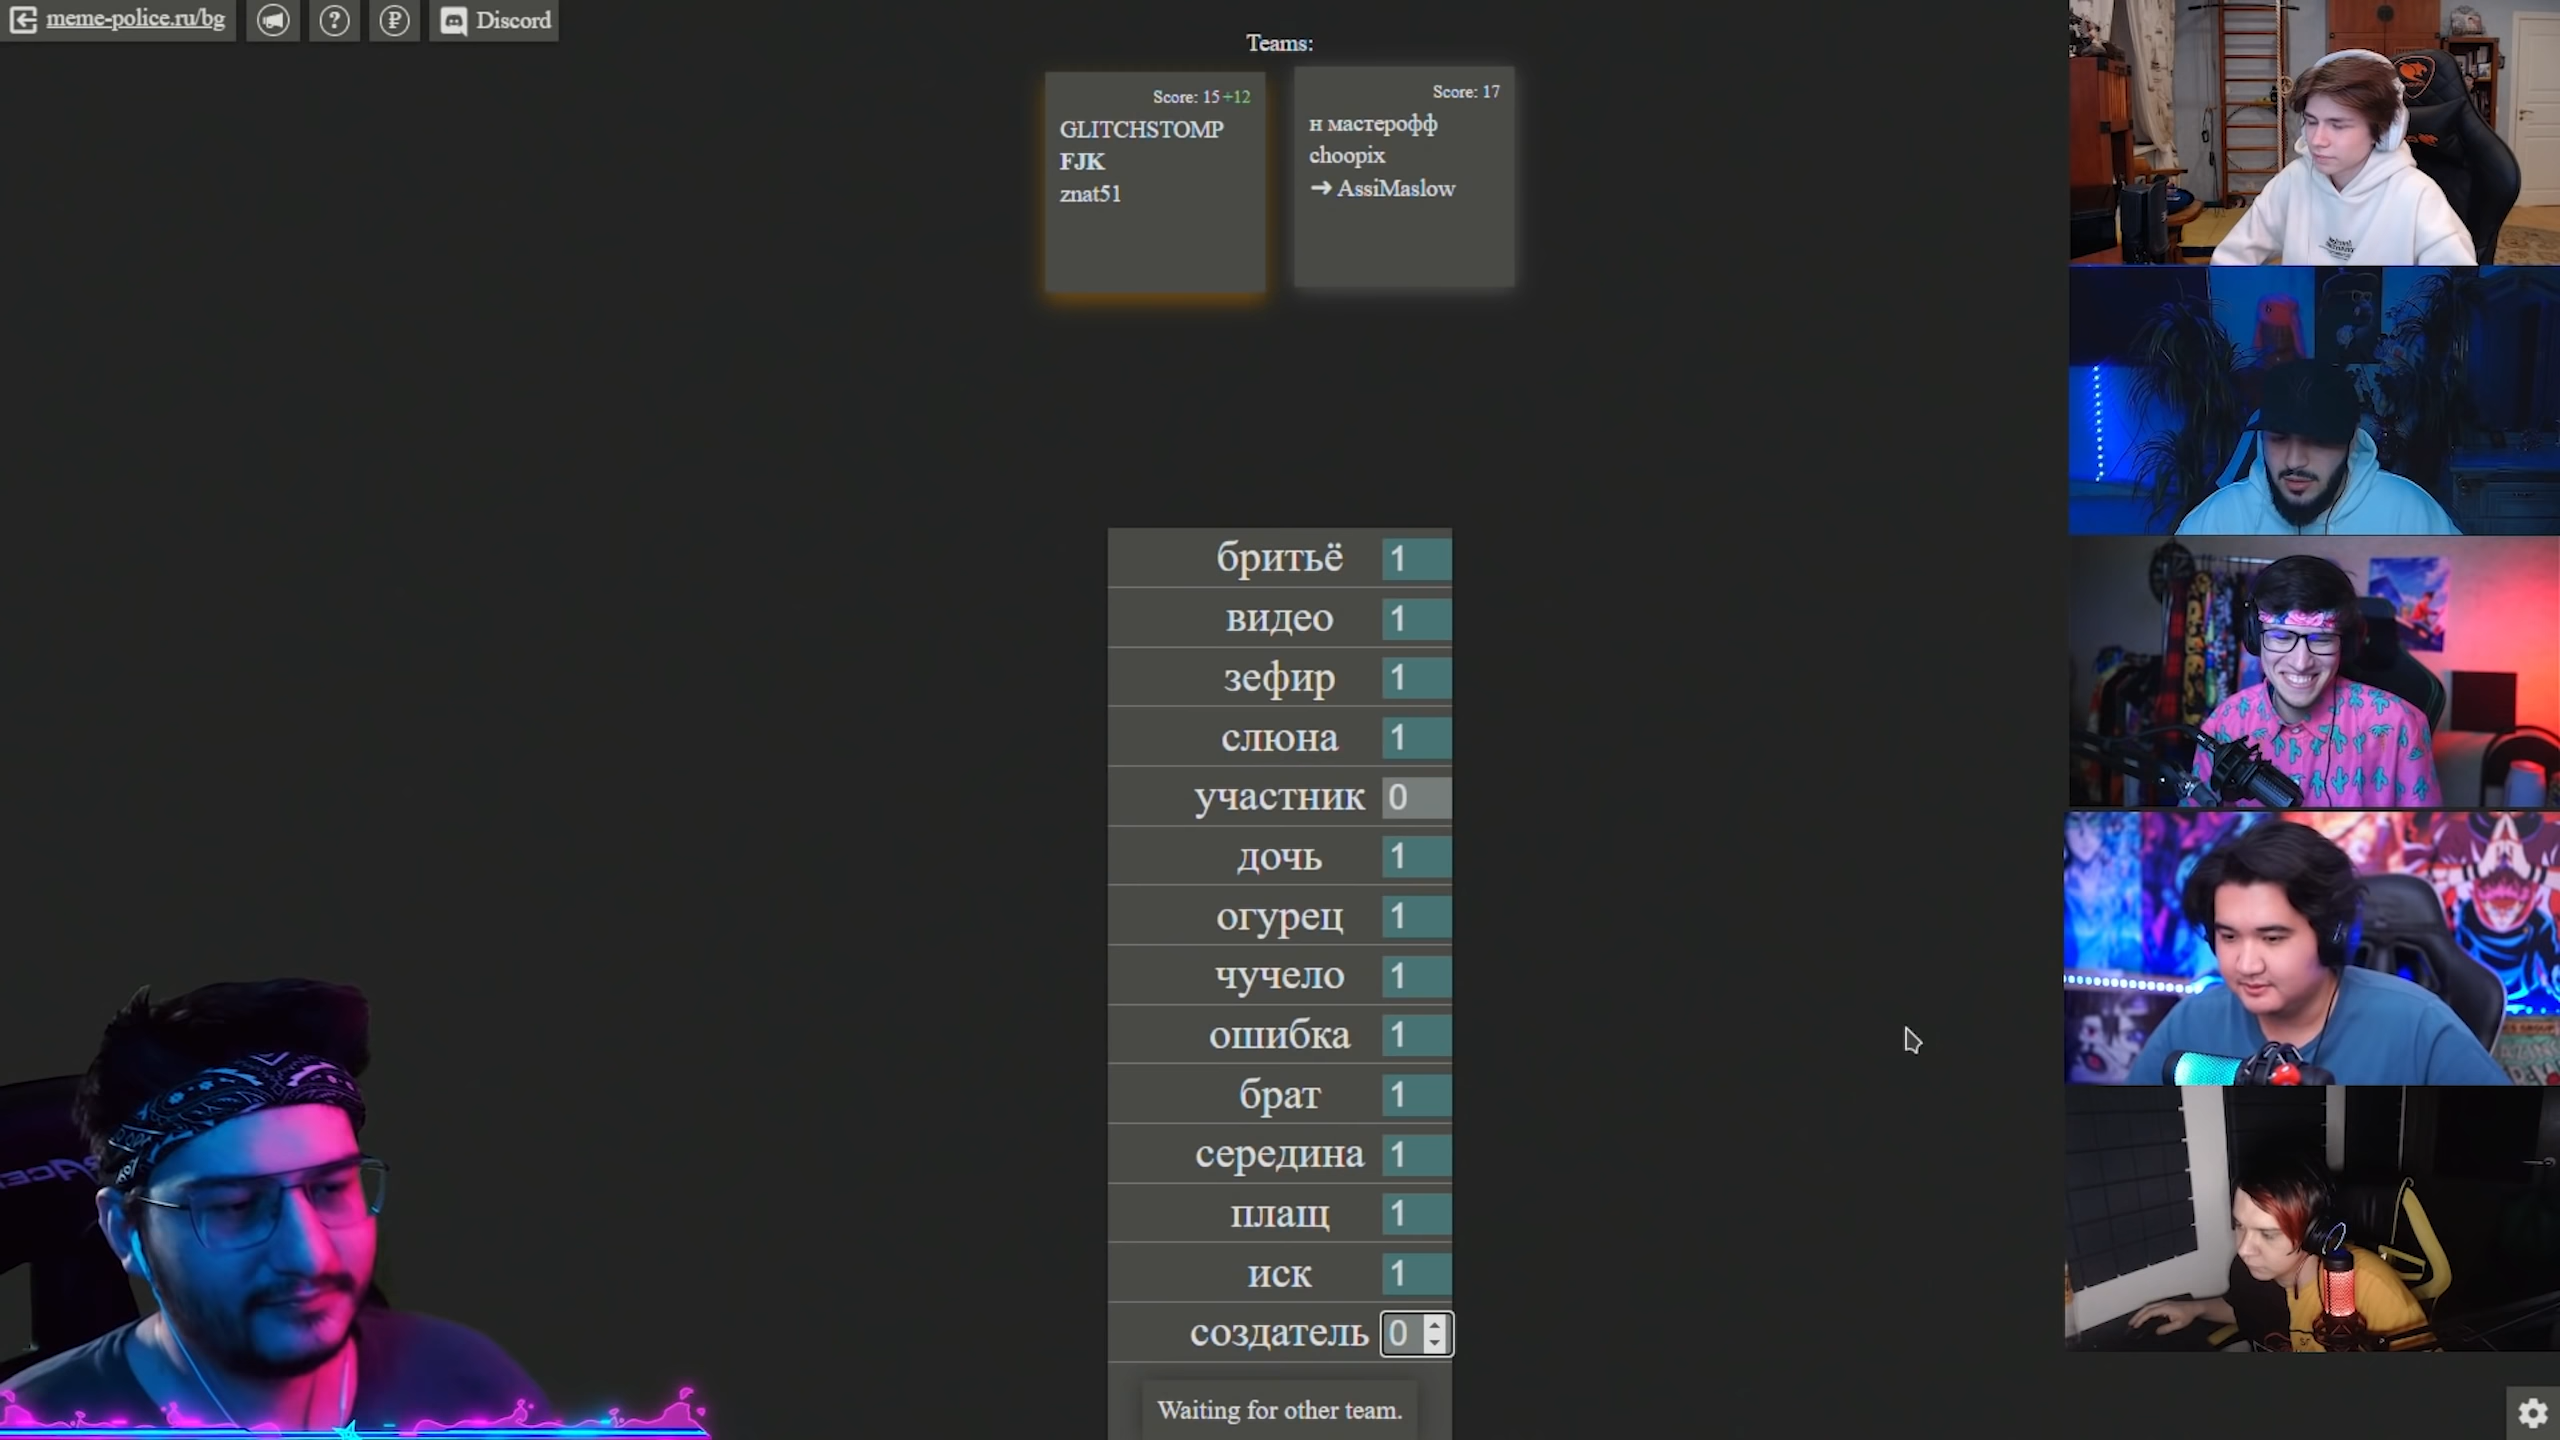 meme-police.ru/bg
Discord
Teams:
Score: 15 +12
GLITCHSTOMP
FJK
znat51
Score: 17
н мастерофф
choopix
➜ AssiMaslow
бритьё 1
видео 1
зефир 1
слюна 1
участник 0
дочь 1
огурец 1
чучело 1
ошибка 1
брат 1
середина 1
плащ 1
иск 1
создатель 0
Waiting for other team.